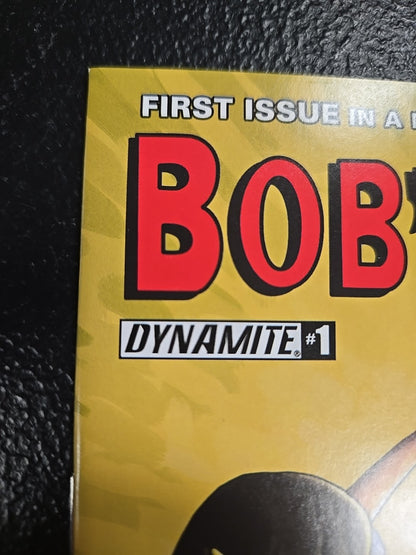 FIRST ISSUE IN A
BOB'
DYNAMITE® #1